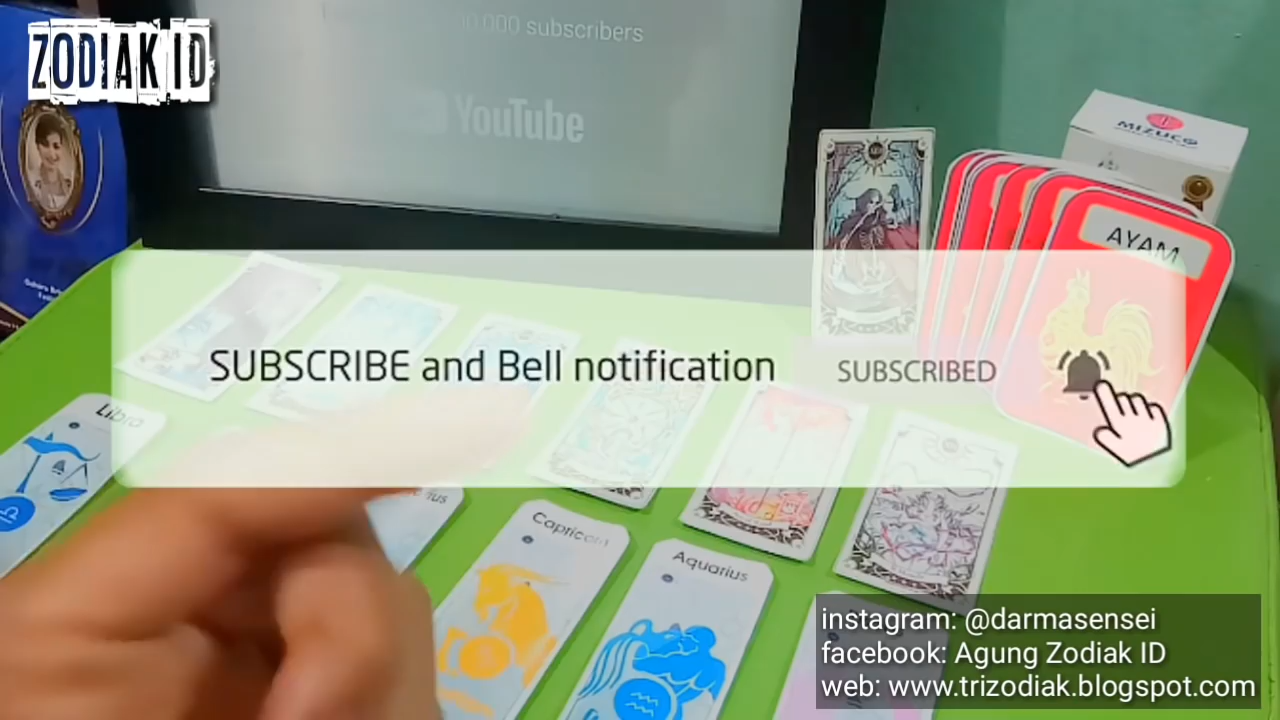 ZODIAK ID
000 subscribers
YouTube
MIZUCO
AYAM
SUBSCRIBE and Bell notification
SUBSCRIBED
Libra
Capricorn
Aquarius
instagram: @darmasensei
facebook: Agung Zodiak ID
web: www.trizodiak.blogspot.com